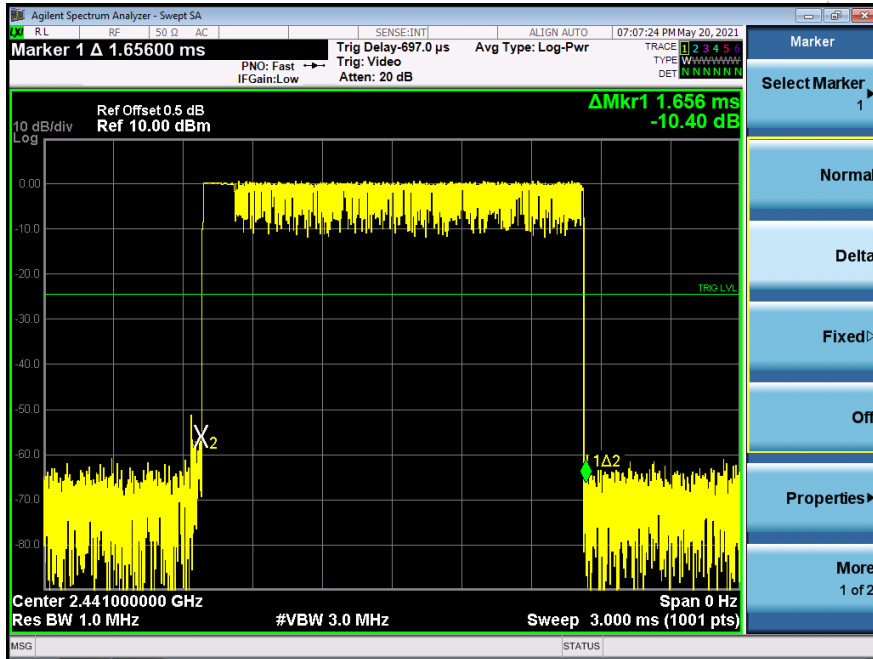 Agilent Spectrum Analyzer - Swept SA
LXI RL RF 50 Ω AC SENSE:INT ALIGN AUTO 07:07:24 PM May 20, 2021
Marker 1 Δ 1.65600 ms
PNO: Fast
IFGain:Low
Trig Delay-697.0 µs
Trig: Video
Atten: 20 dB
Avg Type: Log-Pwr
TRACE 1 2 3 4 5 6
TYPE WWWWWW
DET N N N N N N
ΔMkr1 1.656 ms
-10.40 dB
Ref Offset 0.5 dB
10 dB/div Ref 10.00 dBm
Log
0.00
-10.0
-20.0
TRIG LVL
-30.0
-40.0
-50.0
X2
-60.0
1Δ2
-70.0
-80.0
Center 2.441000000 GHz Span 0 Hz
Res BW 1.0 MHz #VBW 3.0 MHz Sweep 3.000 ms (1001 pts)
MSG STATUS
Marker
Select Marker
1
Normal
Delta
Fixed
Off
Properties
More
1 of 2